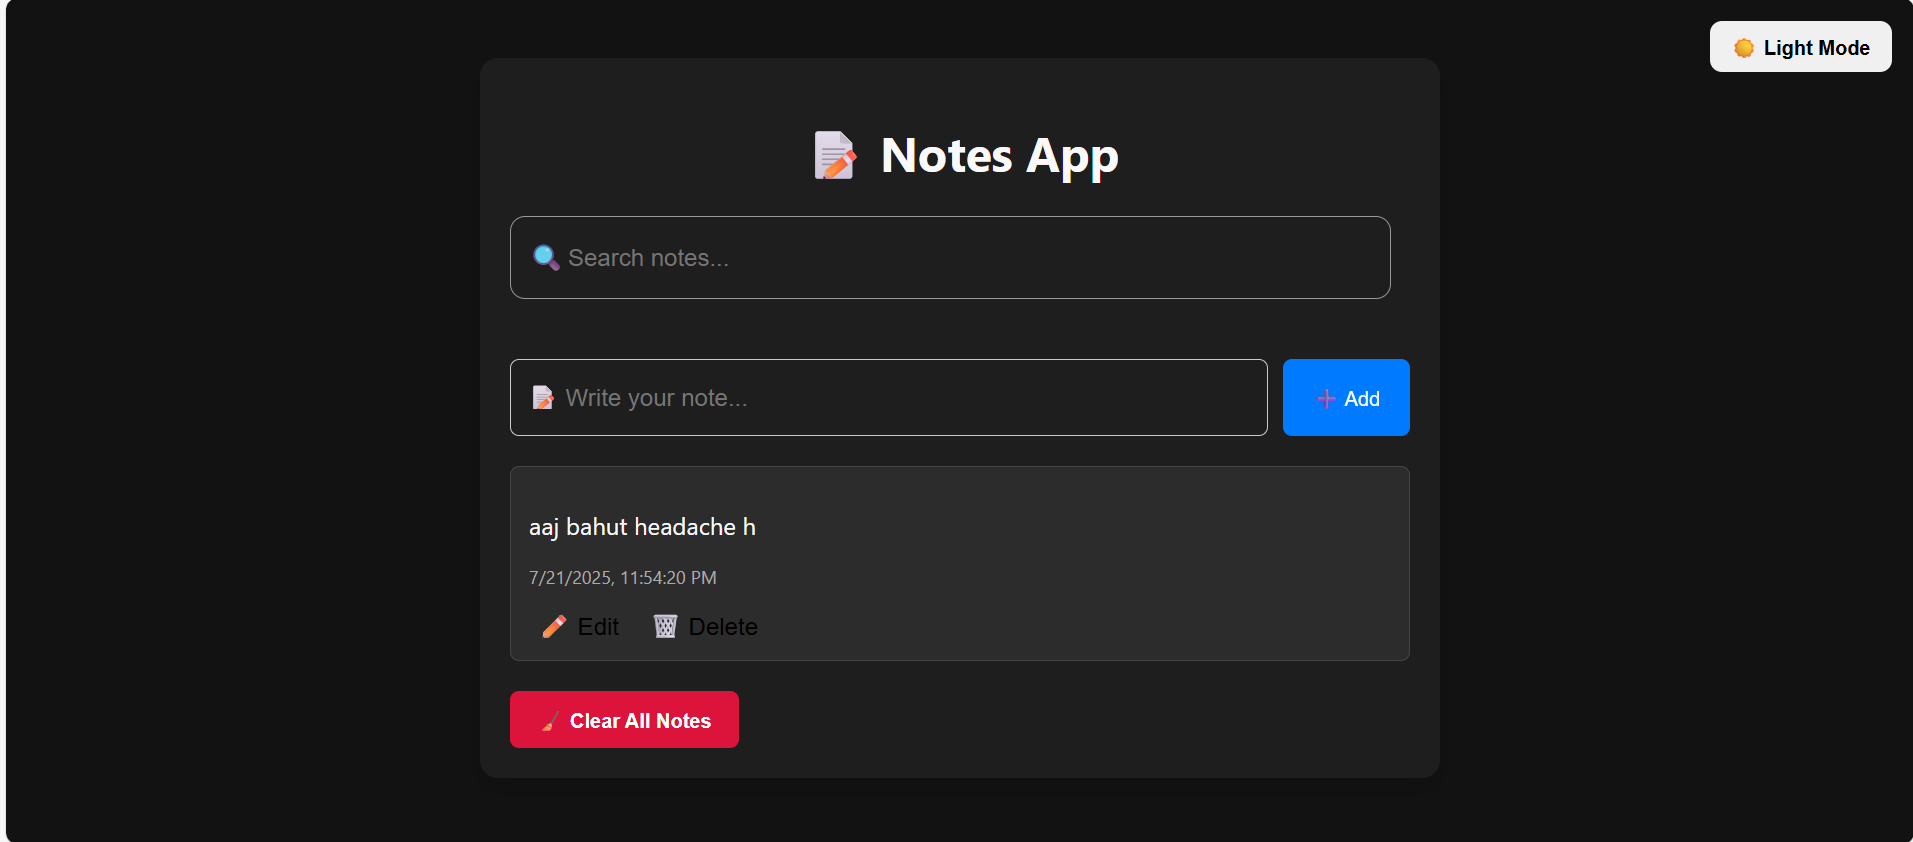 Light Mode
Notes App
Search notes...
Write your note...
Add
aaj bahut headache h
7/21/2025, 11:54:20 PM
Edit Delete
Clear All Notes